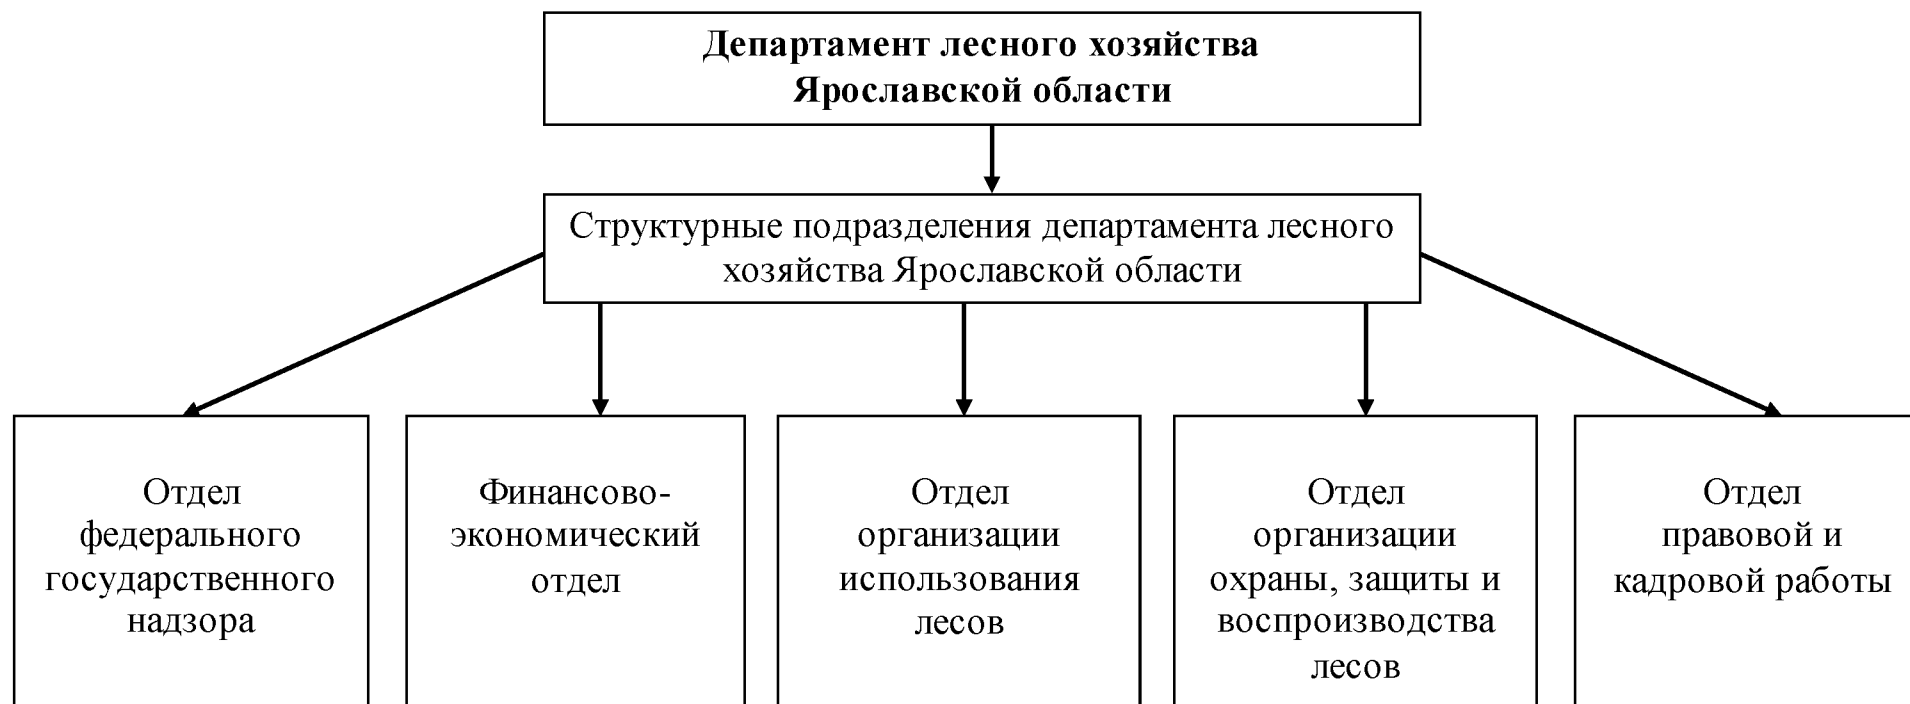 Департамент лесного хозяйства
Ярославской области
Структурные подразделения департамента лесного
хозяйства Ярославской области
Отдел
федерального
государственного
надзора
Финансово-
экономический
отдел
Отдел
организации
использования
лесов
Отдел
организации
охраны, защиты и
воспроизводства
лесов
Отдел
правовой и
кадровой работы